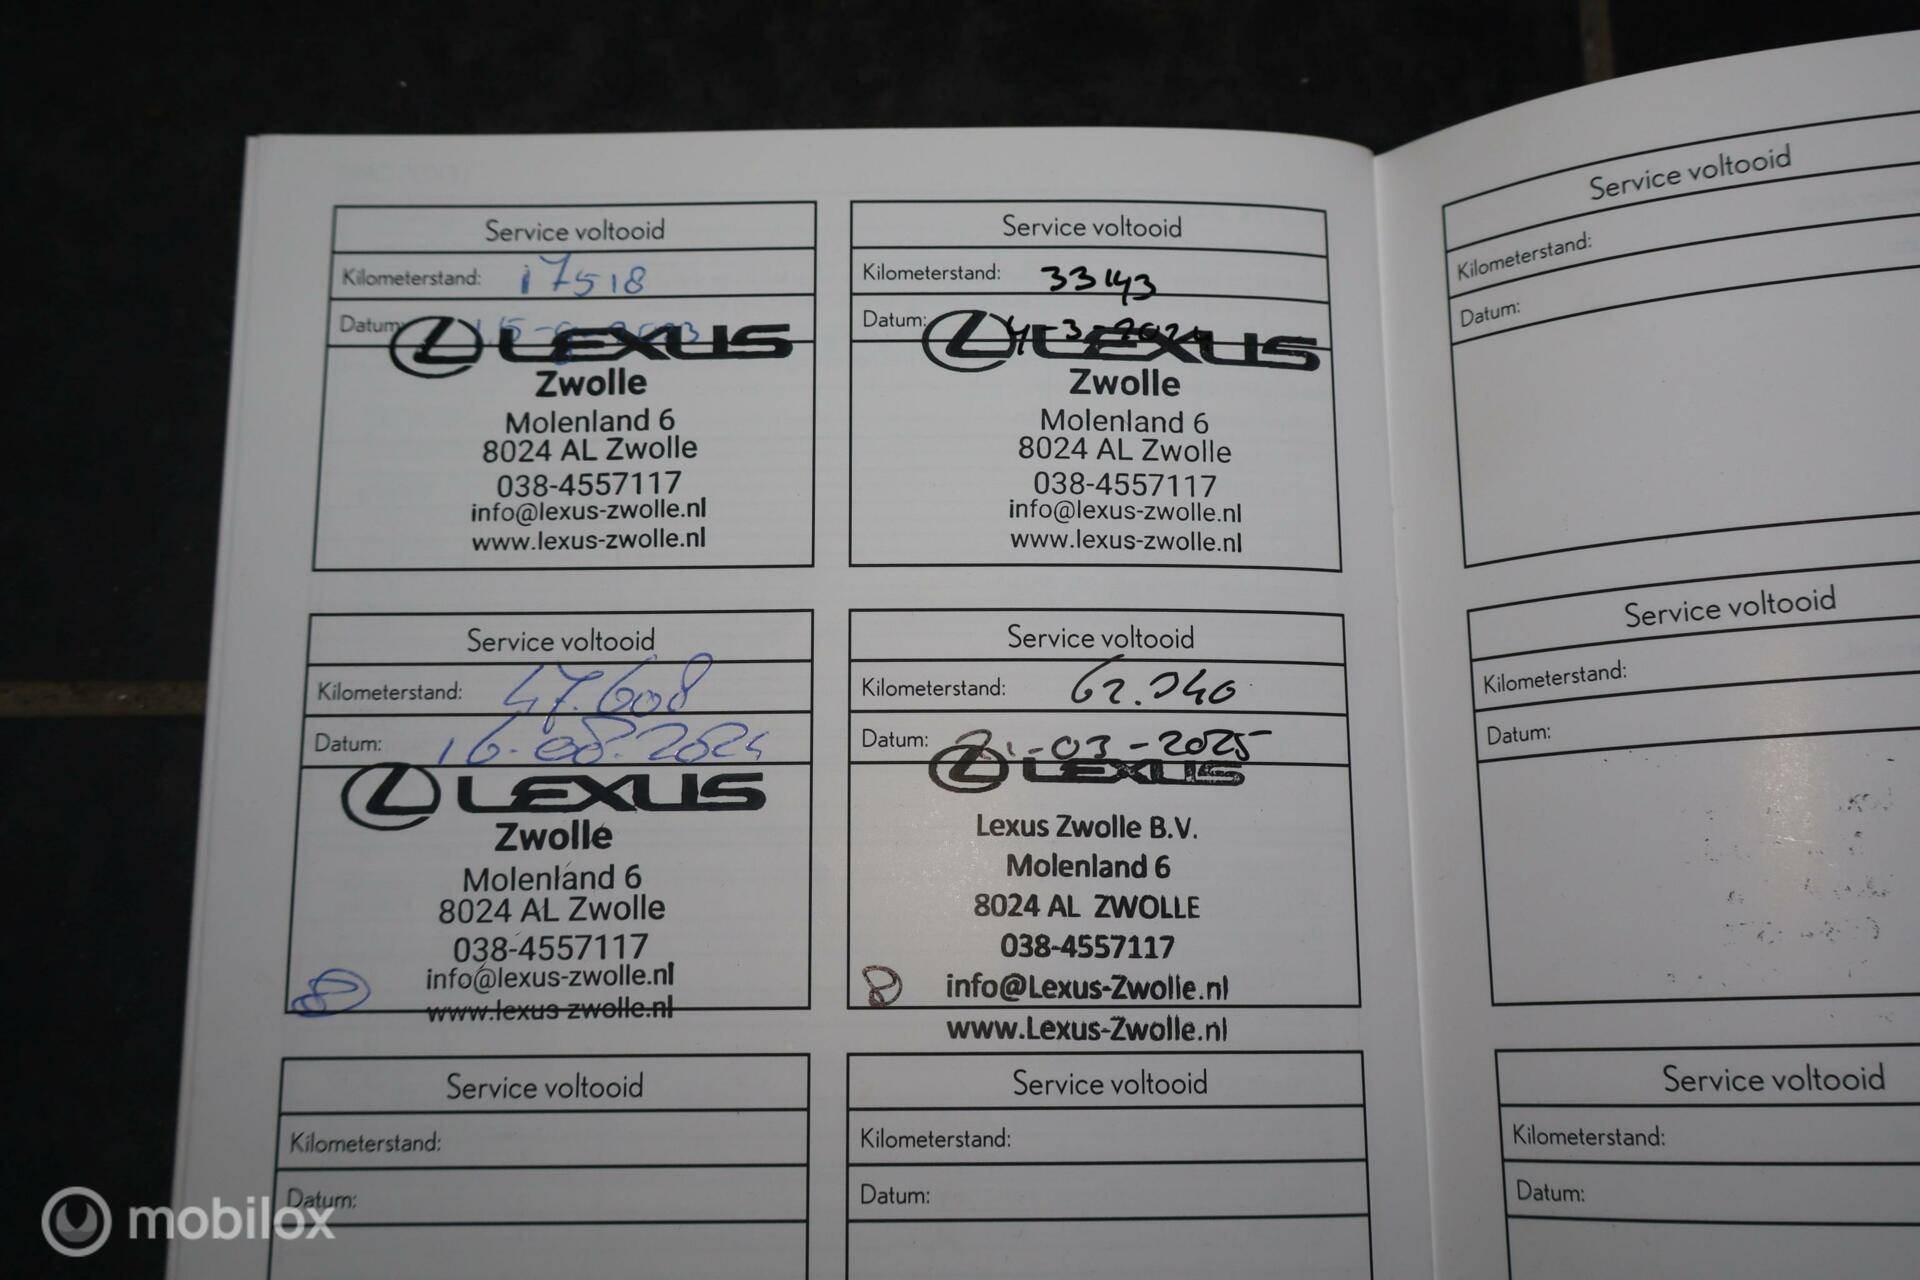 Service voltooid
Kilometerstand: 17518
Datum:
LEXUS
Zwolle
Molenland 6
8024 AL Zwolle
038-4557117
info@lexus-zwolle.nl
www.lexus-zwolle.nl
Service voltooid
Kilometerstand: 33143
Datum:
LEXUS
Zwolle
Molenland 6
8024 AL Zwolle
038-4557117
info@lexus-zwolle.nl
www.lexus-zwolle.nl
Service voltooid
Kilometerstand: 47.608
Datum: 16-08-2024
LEXUS
Zwolle
Molenland 6
8024 AL Zwolle
038-4557117
info@lexus-zwolle.nl
www.lexus-zwolle.nl
Service voltooid
Kilometerstand:
Datum: 21-03-2025
LEXUS
Lexus Zwolle B.V.
Molenland 6
8024 AL ZWOLLE
038-4557117
info@Lexus-Zwolle.nl
www.Lexus-Zwolle.nl
Service voltooid
Kilometerstand:
Datum:
Service voltooid
Kilometerstand:
Datum:
Service voltooid
Kilometerstand:
Datum:
Service voltooid
Kilometerstand:
Datum:
Service voltooid
Kilometerstand:
Datum:
mobilox